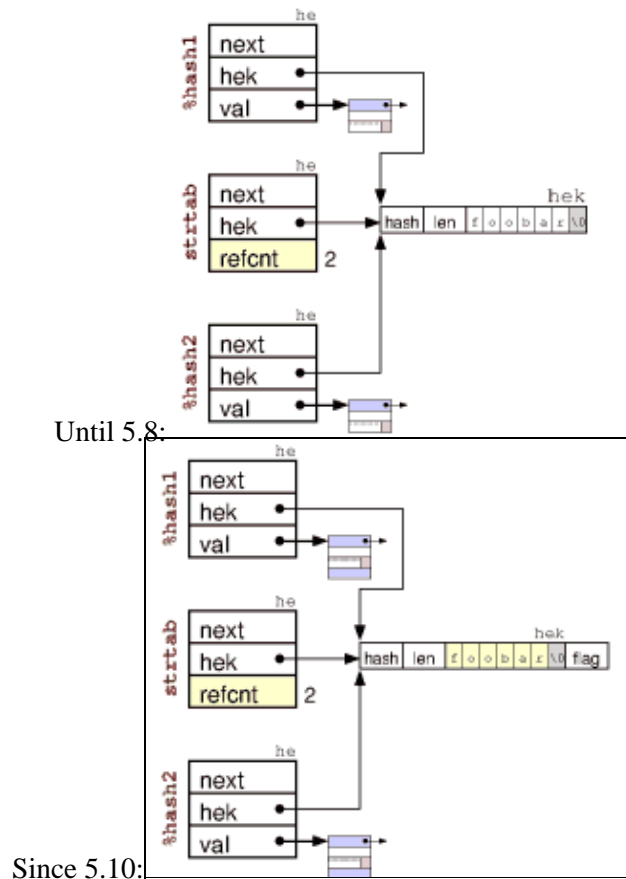 he
%hash1
next
hek
val
he
strtab
next
hek
refcnt 2
hek
hash len f o o b a r \0
he
%hash2
next
hek
val
Until 5.8:
he
%hash1
next
hek
val
he
strtab
next
hek
refcnt 2
hek
hash len f o o b a r \0 flag
he
%hash2
next
hek
val
Since 5.10: